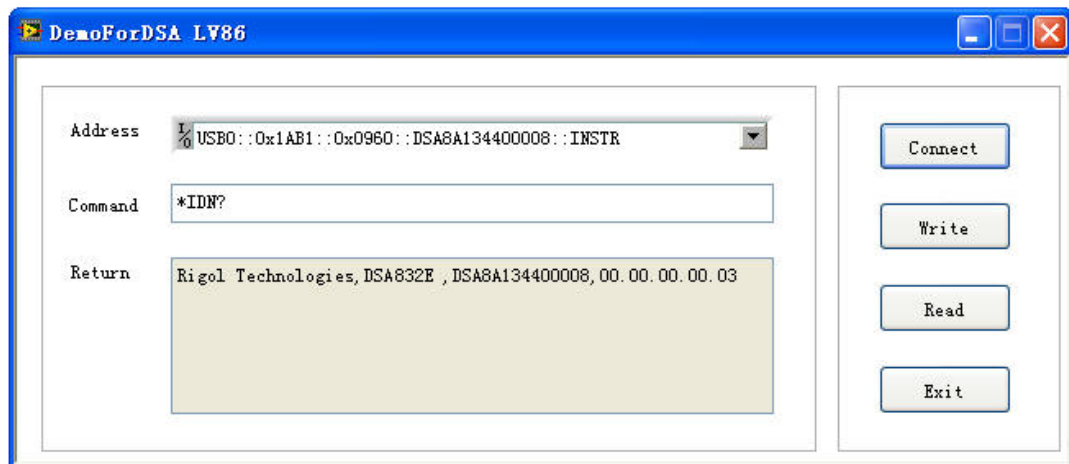 DemoForDSA LV86
Address
I/O USB0::0x1AB1::0x0960::DSA8A134400008::INSTR
Connect
Command
*IDN?
Write
Return
Rigol Technologies,DSA832E ,DSA8A134400008,00.00.00.00.03
Read
Exit